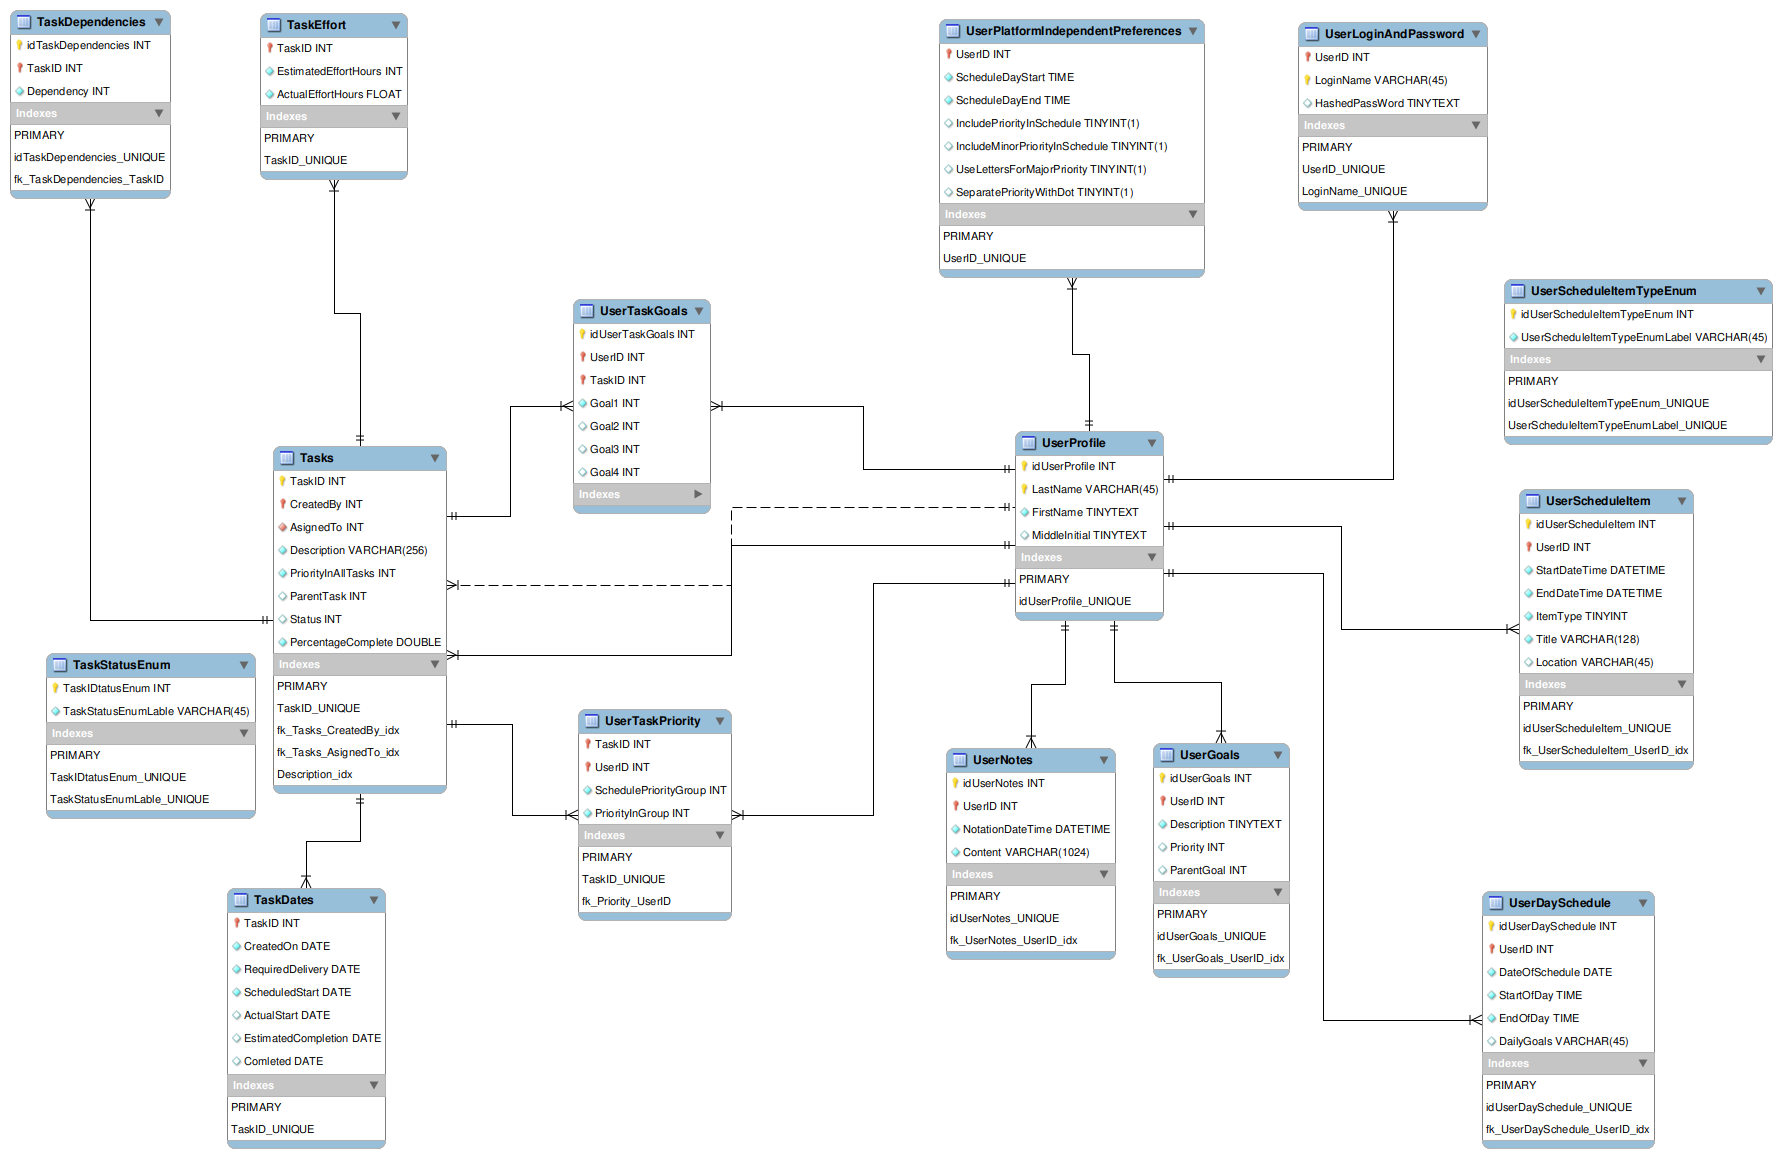 TaskDependencies
idTaskDependencies INT
TaskID INT
Dependency INT
Indexes
PRIMARY
idTaskDependencies_UNIQUE
fk_TaskDependencies_TaskID
TaskEffort
TaskID INT
EstimatedEffortHours INT
ActualEffortHours FLOAT
Indexes
PRIMARY
TaskID_UNIQUE
UserPlatformIndependentPreferences
UserID INT
ScheduleDayStart TIME
ScheduleDayEnd TIME
IncludePriorityInSchedule TINYINT(1)
IncludeMinorPriorityInSchedule TINYINT(1)
UseLettersForMajorPriority TINYINT(1)
SeparatePriorityWithDot TINYINT(1)
Indexes
PRIMARY
UserID_UNIQUE
UserLoginAndPassword
UserID INT
LoginName VARCHAR(45)
HashedPassWord TINYTEXT
Indexes
PRIMARY
UserID_UNIQUE
LoginName_UNIQUE
UserScheduleItemTypeEnum
idUserScheduleItemTypeEnum INT
UserScheduleItemTypeEnumLabel VARCHAR(45)
Indexes
PRIMARY
idUserScheduleItemTypeEnum_UNIQUE
UserScheduleItemTypeEnumLabel_UNIQUE
UserTaskGoals
idUserTaskGoals INT
UserID INT
TaskID INT
Goal1 INT
Goal2 INT
Goal3 INT
Goal4 INT
Indexes
Tasks
TaskID INT
CreatedBy INT
AsignedTo INT
Description VARCHAR(256)
PriorityInAllTasks INT
ParentTask INT
Status INT
PercentageComplete DOUBLE
Indexes
PRIMARY
TaskID_UNIQUE
fk_Tasks_CreatedBy_idx
fk_Tasks_AsignedTo_idx
Description_idx
UserProfile
idUserProfile INT
LastName VARCHAR(45)
FirstName TINYTEXT
MiddleInitial TINYTEXT
Indexes
PRIMARY
idUserProfile_UNIQUE
UserScheduleItem
idUserScheduleItem INT
UserID INT
StartDateTime DATETIME
EndDateTime DATETIME
ItemType TINYINT
Title VARCHAR(128)
Location VARCHAR(45)
Indexes
PRIMARY
idUserScheduleItem_UNIQUE
fk_UserScheduleItem_UserID_idx
TaskStatusEnum
TaskIDtatusEnum INT
TaskStatusEnumLable VARCHAR(45)
Indexes
PRIMARY
TaskIDtatusEnum_UNIQUE
TaskStatusEnumLable_UNIQUE
UserTaskPriority
TaskID INT
UserID INT
SchedulePriorityGroup INT
PriorityInGroup INT
Indexes
PRIMARY
TaskID_UNIQUE
fk_Priority_UserID
UserNotes
idUserNotes INT
UserID INT
NotationDateTime DATETIME
Content VARCHAR(1024)
Indexes
PRIMARY
idUserNotes_UNIQUE
fk_UserNotes_UserID_idx
UserGoals
idUserGoals INT
UserID INT
Description TINYTEXT
Priority INT
ParentGoal INT
Indexes
PRIMARY
idUserGoals_UNIQUE
fk_UserGoals_UserID_idx
TaskDates
TaskID INT
CreatedOn DATE
RequiredDelivery DATE
ScheduledStart DATE
ActualStart DATE
EstimatedCompletion DATE
Comleted DATE
Indexes
PRIMARY
TaskID_UNIQUE
UserDaySchedule
idUserDaySchedule INT
UserID INT
DateOfSchedule DATE
StartOfDay TIME
EndOfDay TIME
DailyGoals VARCHAR(45)
Indexes
PRIMARY
idUserDaySchedule_UNIQUE
fk_UserDaySchedule_UserID_idx